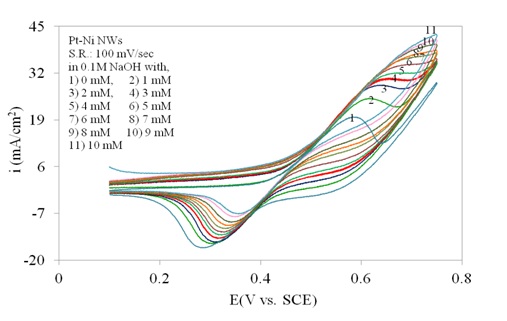 45
32
19
6
-7
-20
i (mA/cm²)
Pt-Ni NWs
S.R.: 100 mV/sec
in 0.1M NaOH with,
1) 0 mM, 2) 1 mM
3) 2 mM, 4) 3 mM
5) 4 mM 6) 5 mM
7) 6 mM 8) 7 mM
9) 8 mM 10) 9 mM
11) 10 mM
11
10
9
8
6
5
4
3
2
1
0 0.2 0.4 0.6 0.8
E(V vs. SCE)